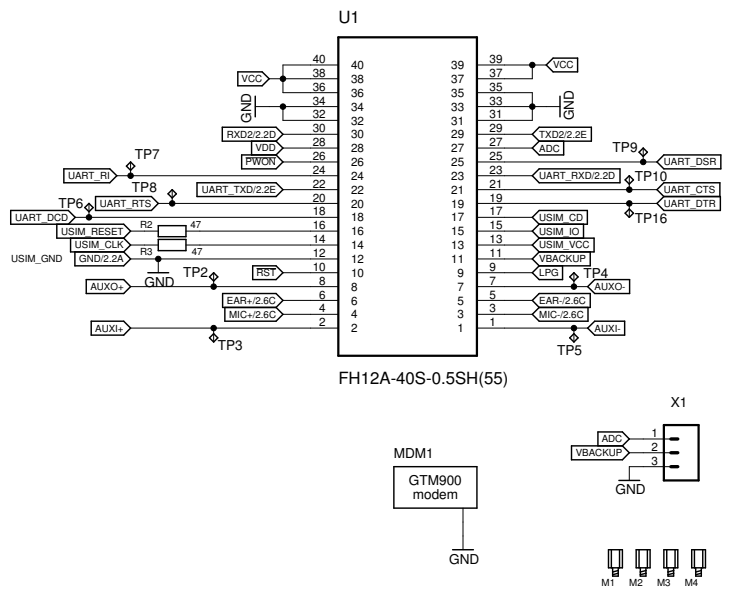 U1
40 40 39 39
VCC 38 38 37 37 VCC
36 36 35 35
GND 34 34 33 33 GND
32 32 31 31
RXD2/2.2D 30 30 29 29 TXD2/2.2E
VDD 28 28 27 27 ADC
PWON 26 26 25 25 TP9 UART_DSR
TP7
UART_RI 24 24 23 23 UART_RXD/2.2D
TP8 UART_TXD/2.2E 22 22 21 21 TP10 UART_CTS
TP6 UART_RTS 20 20 19 19 UART_DTR
UART_DCD 18 18 17 17 USIM_CD TP16
USIM_RESET R2 47 16 16 15 15 USIM_IO
USIM_CLK R3 47 14 14 13 13 USIM_VCC
USIM_GND GND/2.2A 12 12 11 11 VBACKUP
GND TP2 RST 10 10 9 9 LPG TP4
AUXO+ 8 8 7 7 AUXO-
EAR+/2.6C 6 6 5 5 EAR-/2.6C
MIC+/2.6C 4 4 3 3 MIC-/2.6C
AUXI+ 2 2 1 1 AUXI-
TP3 TP5
FH12A-40S-0.5SH(55)
X1
ADC 1
VBACKUP 2
3
GND
MDM1
GTM900
modem
GND
M1 M2 M3 M4